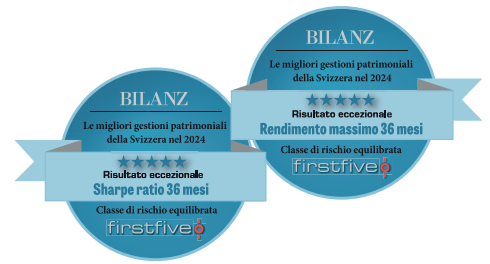 BILANZ
Le migliori gestioni patrimoniali
della Svizzera nel 2024
Risultato eccezionale
Sharpe ratio 36 mesi
Classe di rischio equilibrata
firstfive
BILANZ
Le migliori gestioni patrimoniali
della Svizzera nel 2024
Risultato eccezionale
Rendimento massimo 36 mesi
Classe di rischio equilibrata
firstfive